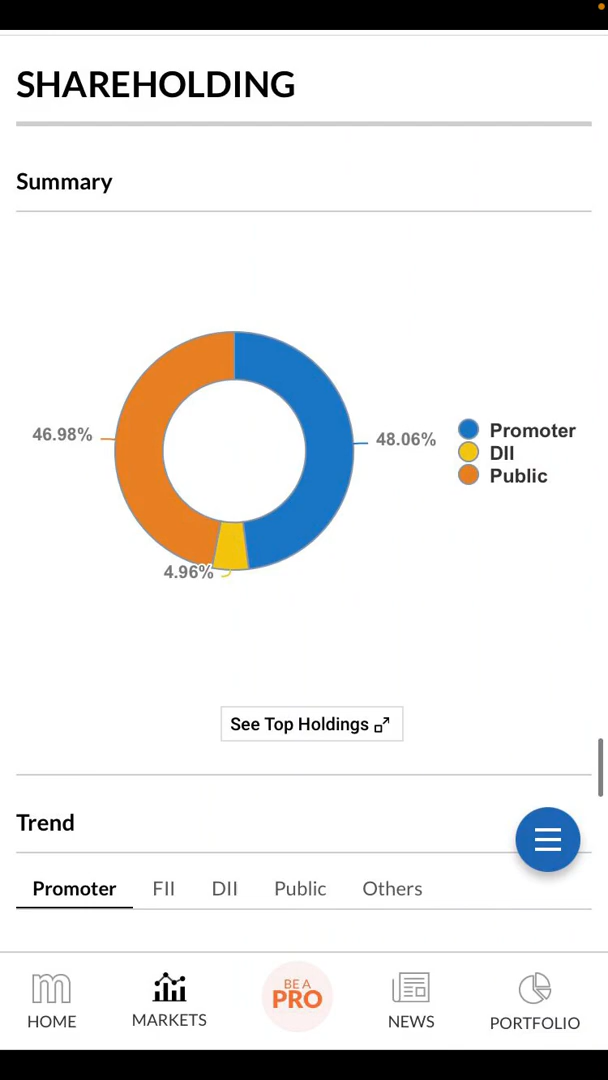 SHAREHOLDING
Summary
46.98%
48.06%
4.96%
Promoter
DII
Public
See Top Holdings
Trend
Promoter FII DII Public Others
BE A
PRO
HOME MARKETS NEWS PORTFOLIO